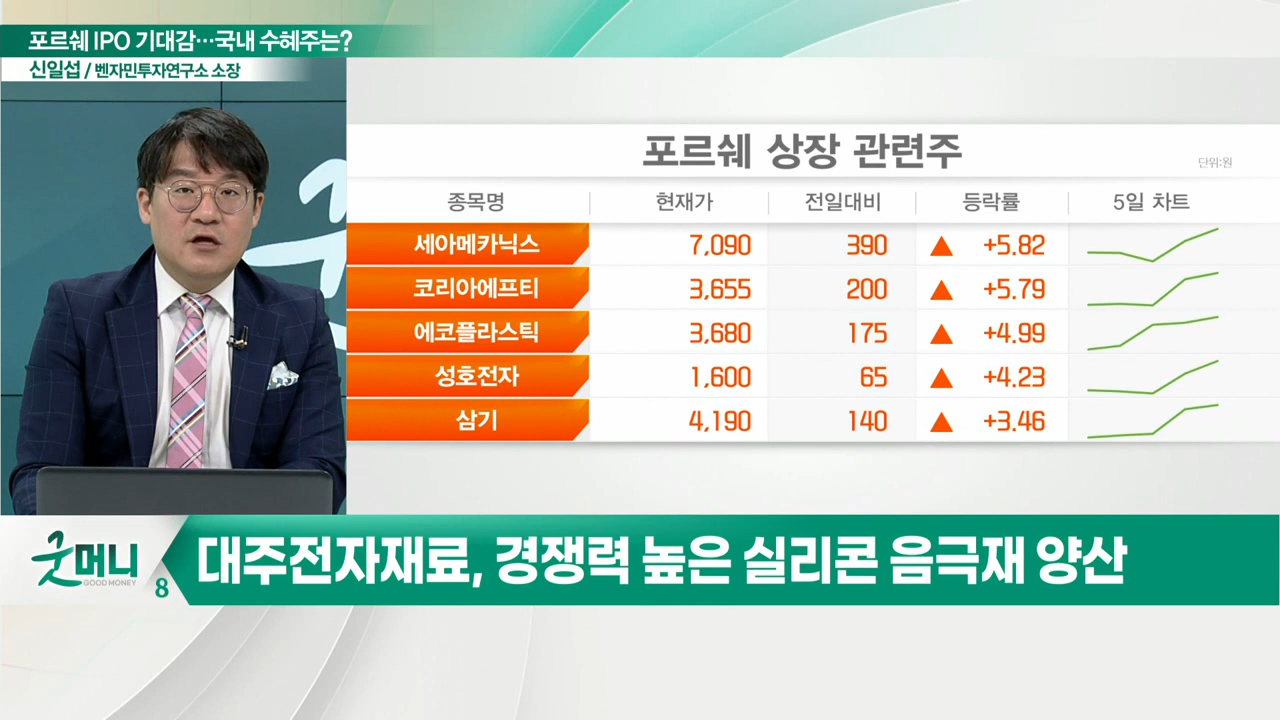 포르쉐 IPO 기대감…국내 수혜주는?
신일섭 / 벤자민투자연구소 소장
포르쉐 상장 관련주
단위:원
종목명 현재가 전일대비 등락률 5일 차트
세아메카닉스 7,090 390 ▲ +5.82
코리아에프티 3,655 200 ▲ +5.79
에코플라스틱 3,680 175 ▲ +4.99
성호전자 1,600 65 ▲ +4.23
삼기 4,190 140 ▲ +3.46
굿머니
GOOD MONEY
8
대주전자재료, 경쟁력 높은 실리콘 음극재 양산